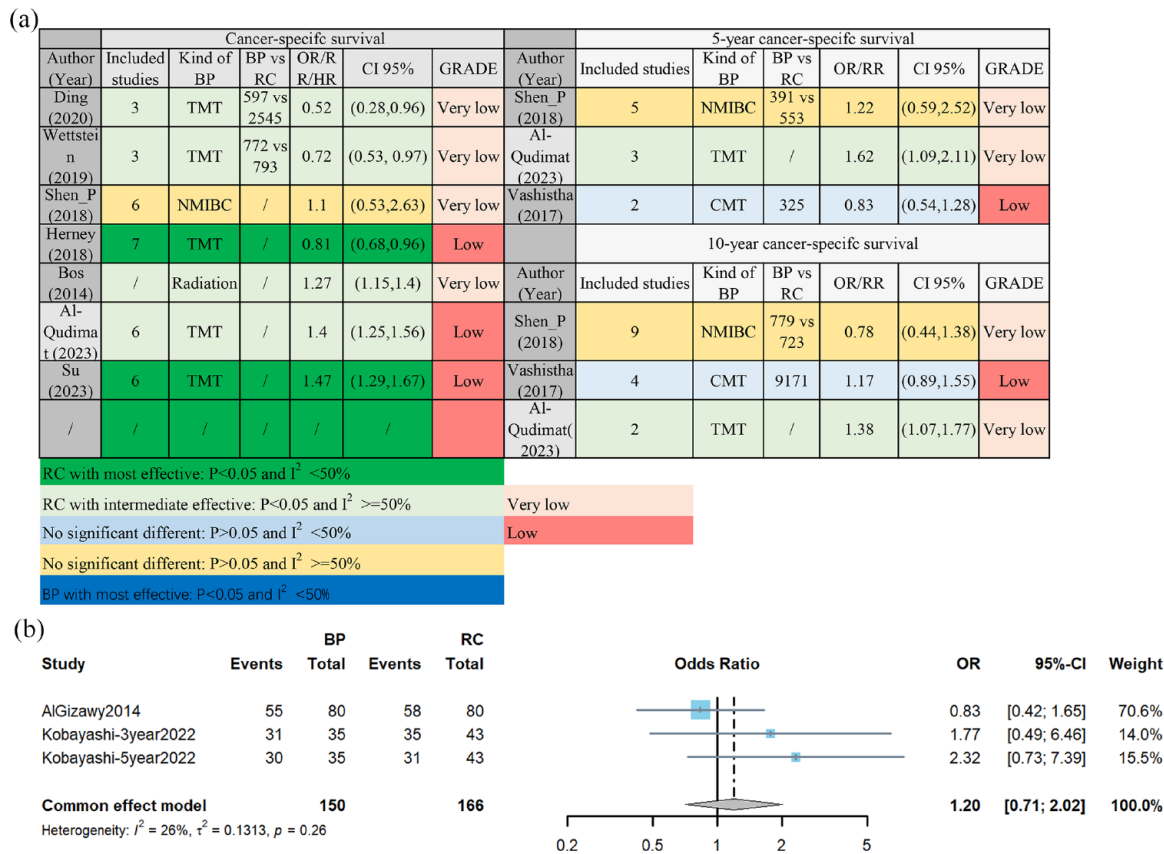 (a)
Cancer-specifc survival
Author (Year) Included studies Kind of BP BP vs RC OR/R R/HR CI 95% GRADE
Ding (2020) 3 TMT 597 vs 2545 0.52 (0.28,0.96) Very low
Wettstein (2019) 3 TMT 772 vs 793 0.72 (0.53, 0.97) Very low
Shen_P (2018) 6 NMIBC / 1.1 (0.53,2.63) Very low
Herney (2018) 7 TMT / 0.81 (0.68,0.96) Low
Bos (2014) / Radiation / 1.27 (1.15,1.4) Very low
Al-Qudimat (2023) 6 TMT / 1.4 (1.25,1.56) Low
Su (2023) 6 TMT / 1.47 (1.29,1.67) Low
/ / / / / /
5-year cancer-specifc survival
Author (Year) Included studies Kind of BP BP vs RC OR/RR CI 95% GRADE
Shen_P (2018) 5 NMIBC 391 vs 553 1.22 (0.59,2.52) Very low
Al-Qudimat (2023) 3 TMT / 1.62 (1.09,2.11) Very low
Vashistha (2017) 2 CMT 325 0.83 (0.54,1.28) Low
10-year cancer-specifc survival
Author (Year) Included studies Kind of BP BP vs RC OR/RR CI 95% GRADE
Shen_P (2018) 9 NMIBC 779 vs 723 0.78 (0.44,1.38) Very low
Vashistha (2017) 4 CMT 9171 1.17 (0.89,1.55) Low
Al-Qudimat(2023) 2 TMT / 1.38 (1.07,1.77) Very low
RC with most effective: P<0.05 and I² <50%
RC with intermediate effective: P<0.05 and I² >=50% Very low
No significant different: P>0.05 and I² <50% Low
No significant different: P>0.05 and I² >=50%
BP with most effective: P<0.05 and I² <50%
(b)
BP RC
Study Events Total Events Total Odds Ratio OR 95%-CI Weight
AlGizawy2014 55 80 58 80 0.83 [0.42; 1.65] 70.6%
Kobayashi-3year2022 31 35 35 43 1.77 [0.49; 6.46] 14.0%
Kobayashi-5year2022 30 35 31 43 2.32 [0.73; 7.39] 15.5%
Common effect model 150 166 1.20 [0.71; 2.02] 100.0%
Heterogeneity: I² = 26%, τ² = 0.1313, p = 0.26
0.2 0.5 1 2 5